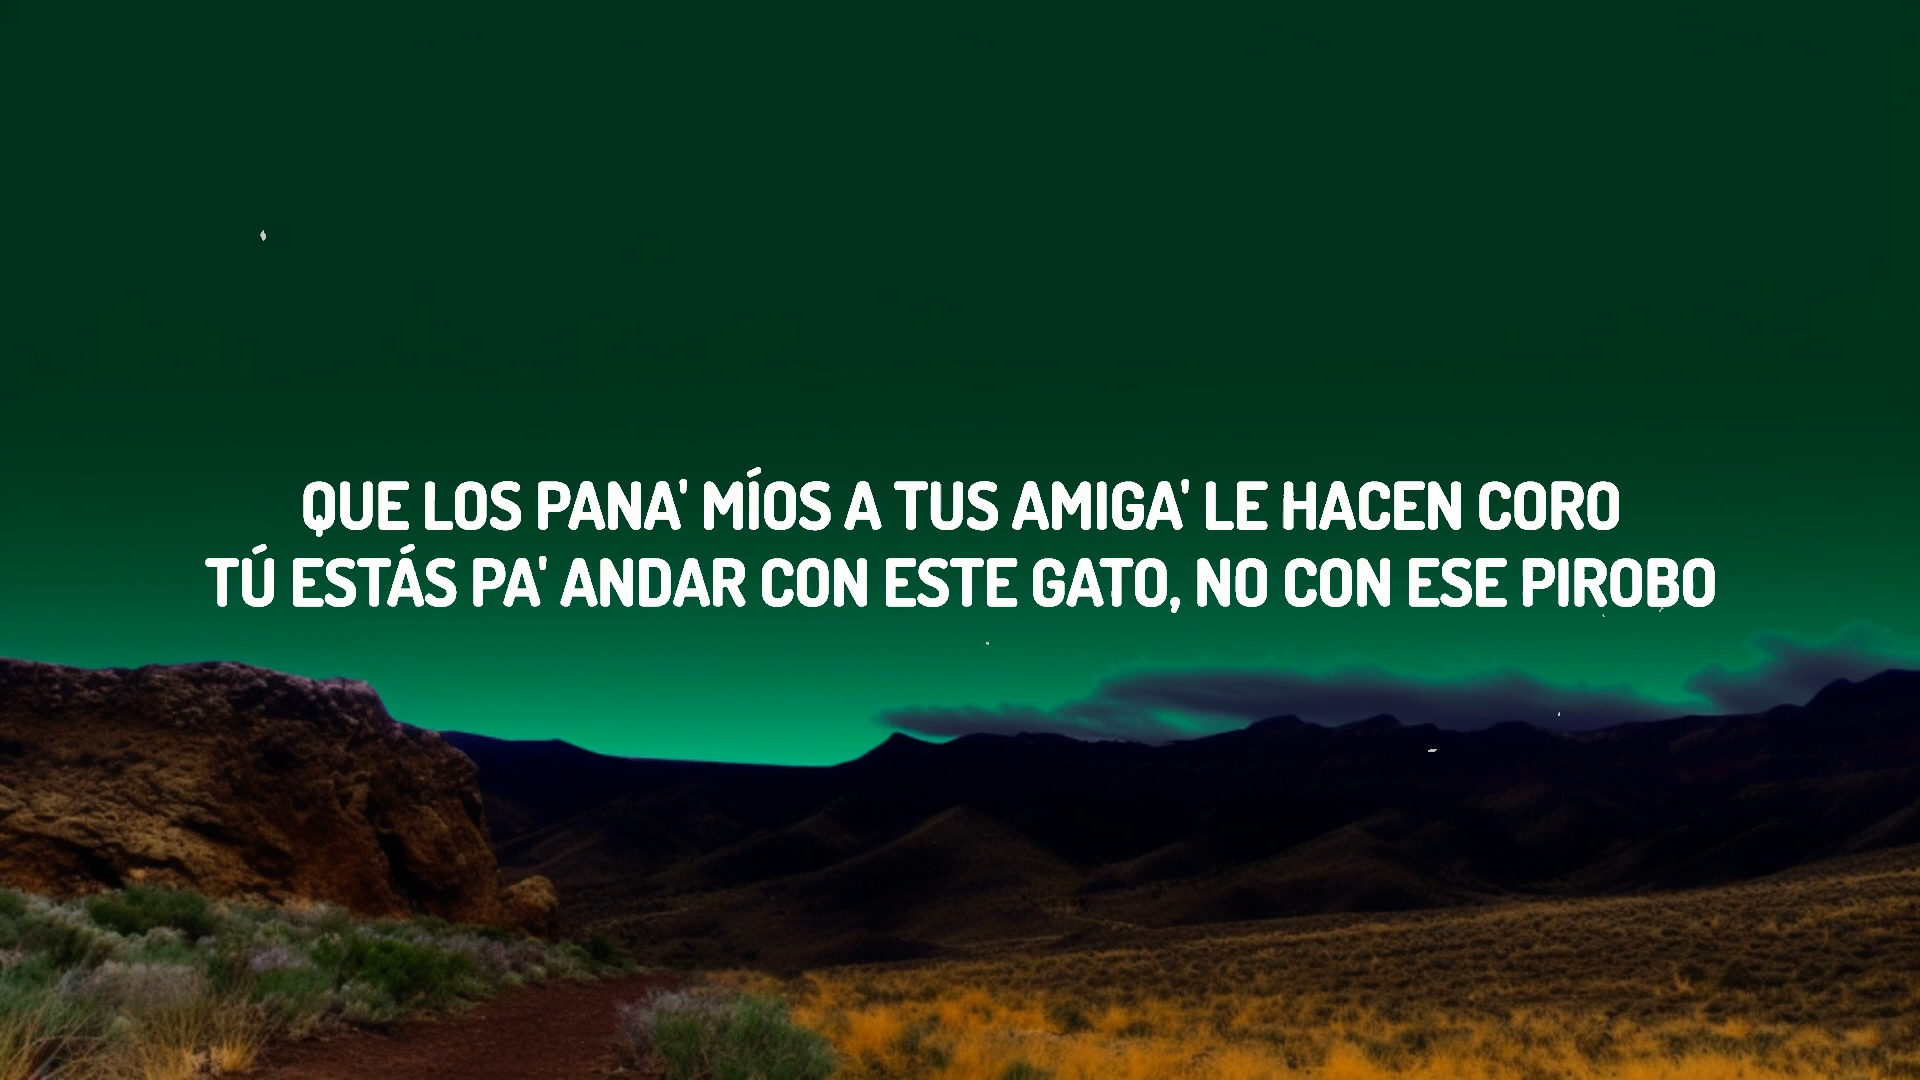 QUE LOS PANA' MÍOS A TUS AMIGA' LE HACEN CORO
TÚ ESTÁS PA' ANDAR CON ESTE GATO, NO CON ESE PIROBO